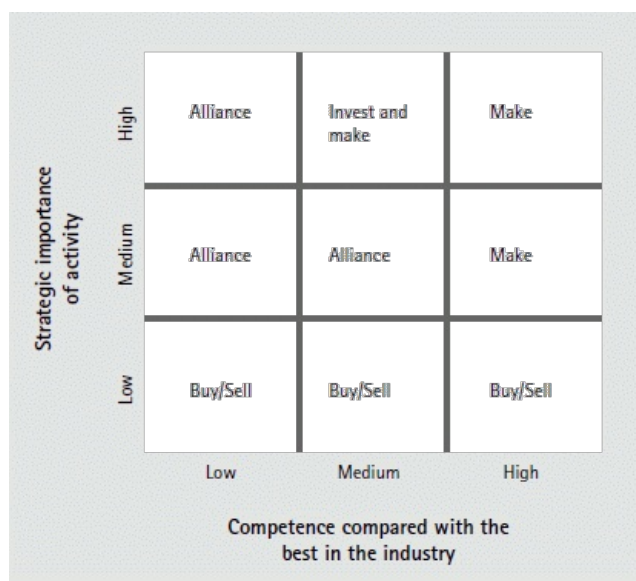 Strategic importance
of activity
High
Alliance
Invest and
make
Make
Medium
Alliance
Alliance
Make
Low
Buy/Sell
Buy/Sell
Buy/Sell
Low
Medium
High
Competence compared with the
best in the industry